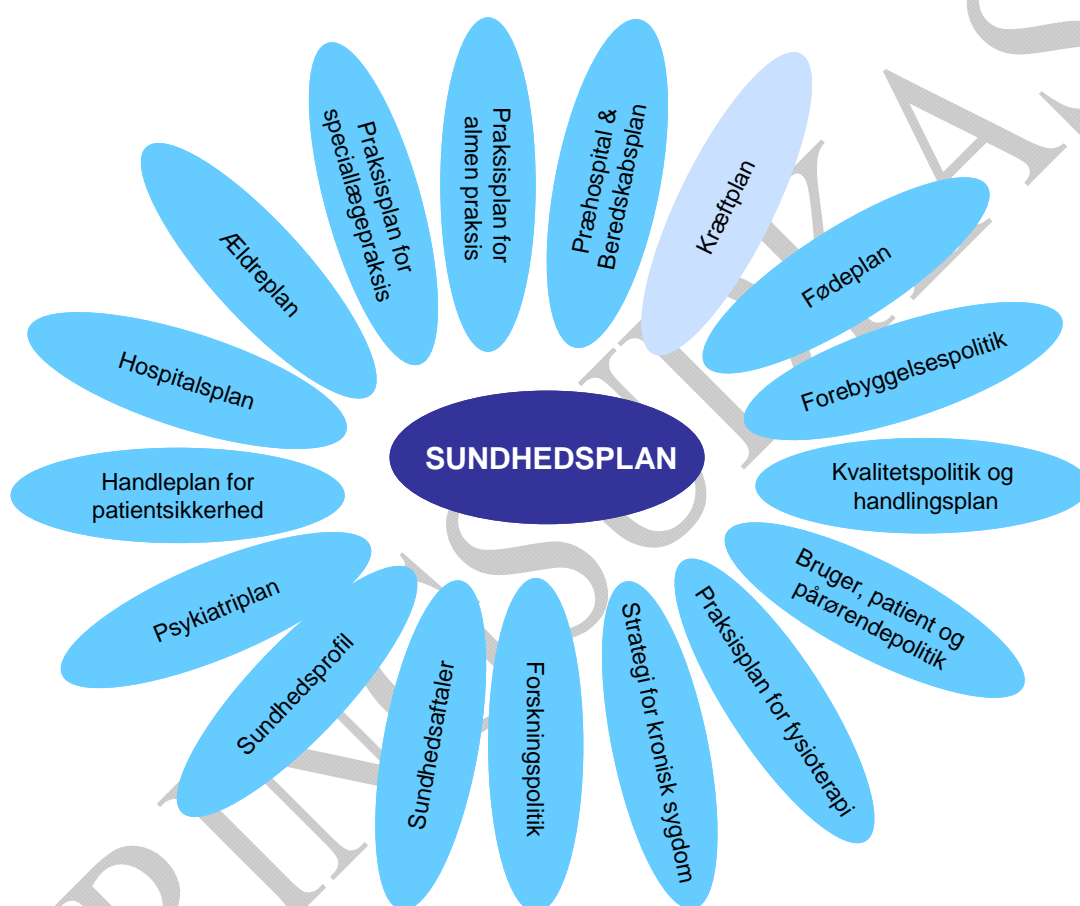 Praksisplan for
speciallægepraksis
Praksisplan for
almen praksis
Præhospital &
Beredskabsplan
Kræftplan
Fødeplan
Forebyggelsespolitik
Kvalitetspolitik og
handlingsplan
Bruger, patient og
pårørendepolitik
Praksisplan for fysioterapi
Strategi for kronisk sygdom
Forskningspolitik
Sundhedsaftaler
Sundhedsprofil
Psykiatriplan
Handleplan for
patientsikkerhed
Hospitalsplan
Ældreplan
SUNDHEDSPLAN